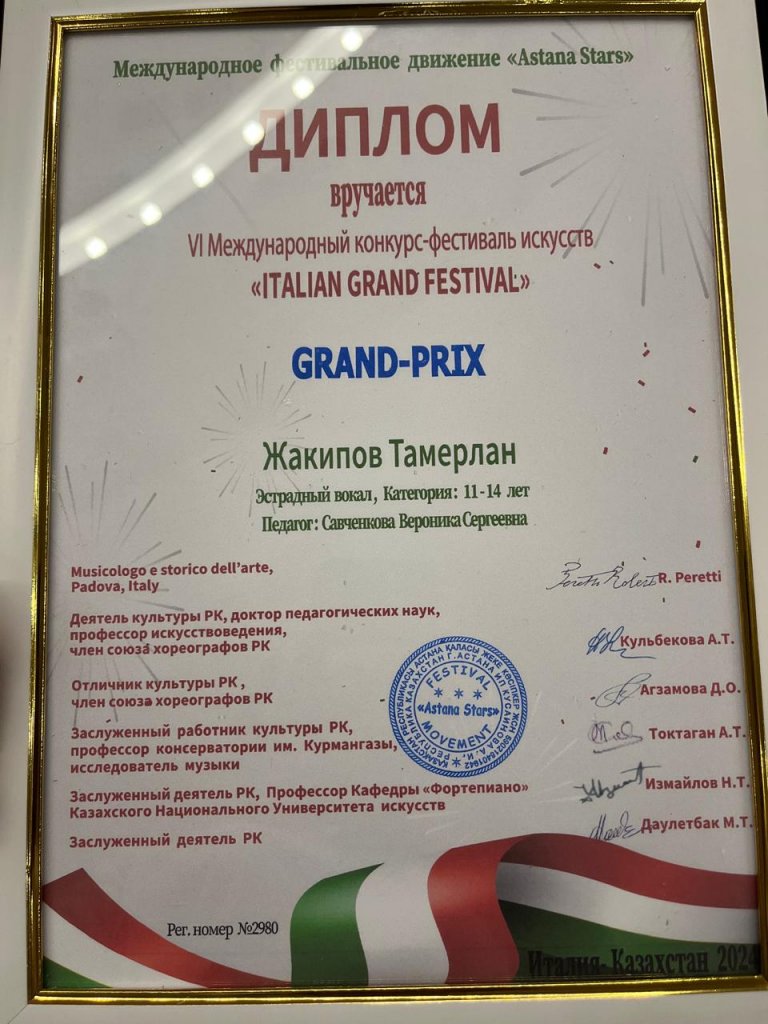 Международное фестивальное движение «Astana Stars»
ДИПЛОМ
вручается
VI Международный конкурс-фестиваль искусств
«ITALIAN GRAND FESTIVAL»
GRAND-PRIX
Жакипов Тамерлан
Эстрадный вокал, Категория: 11-14 лет
Педагог: Савченкова Вероника Сергеевна
Musicologo e storico dell'arte,
Padova, Italy
R. Peretti
Деятель культуры РК, доктор педагогических наук,
профессор искусствоведения,
член союза хореографов РК
Кульбекова А.Т.
Отличник культуры РК,
член союза хореографов РК
Агзамова Д.О.
Заслуженный работник культуры РК,
профессор консерватории им. Курмангазы,
исследователь музыки
Токтаган А.Т.
Заслуженный деятель РК, Профессор Кафедры «Фортепиано»
Казахского Национального Университета искусств
Измайлов Н.Т.
Заслуженный деятель РК
Даулетбак М.Т.
FESTIVAL
«Astana Stars»
MOVEMENT
Рег. номер №2980
Италия-Казахстан 2024